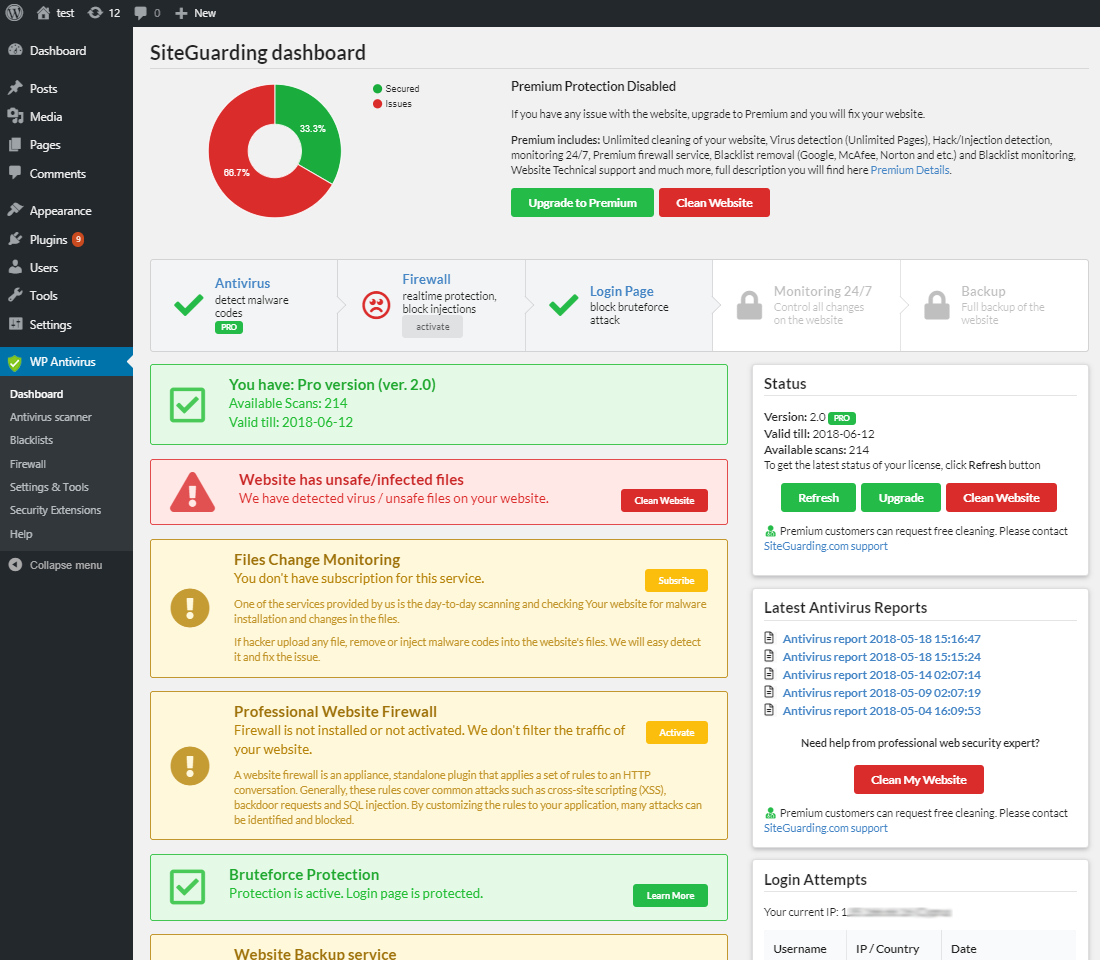 test 12 0 New
Dashboard
Posts
Media
Pages
Comments
Appearance
Plugins 9
Users
Tools
Settings
WP Antivirus
Dashboard
Antivirus scanner
Blacklists
Firewall
Settings & Tools
Security Extensions
Help
Collapse menu
SiteGuarding dashboard
33.3%
66.7%
Secured
Issues
Premium Protection Disabled
If you have any issue with the website, upgrade to Premium and you will fix your website.
Premium includes: Unlimited cleaning of your website, Virus detection (Unlimited Pages), Hack/Injection detection,
monitoring 24/7, Premium firewall service, Blacklist removal (Google, McAfee, Norton and etc.) and Blacklist monitoring,
Website Technical support and much more, full description you will find here Premium Details.
Upgrade to Premium Clean Website
Antivirus
detect malware
codes
PRO
Firewall
realtime protection,
block injections
activate
Login Page
block bruteforce
attack
Monitoring 24/7
Control all changes
on the website
Backup
Full backup of the
website
You have: Pro version (ver. 2.0)
Available Scans: 214
Valid till: 2018-06-12
Website has unsafe/infected files
We have detected virus / unsafe files on your website.
Clean Website
Files Change Monitoring
You don't have subscription for this service.
Subsribe
One of the services provided by us is the day-to-day scanning and checking Your website for malware
installation and changes in the files.
If hacker upload any file, remove or inject malware codes into the website's files. We will easy detect
it and fix the issue.
Professional Website Firewall
Firewall is not installed or not activated. We don't filter the traffic of
your website.
Activate
A website firewall is an appliance, standalone plugin that applies a set of rules to an HTTP
conversation. Generally, these rules cover common attacks such as cross-site scripting (XSS),
backdoor requests and SQL injection. By customizing the rules to your application, many attacks can
be identified and blocked.
Bruteforce Protection
Protection is active. Login page is protected.
Learn More
Website Backup service
Status
Version: 2.0 PRO
Valid till: 2018-06-12
Available scans: 214
To get the latest status of your license, click Refresh button
Refresh Upgrade Clean Website
Premium customers can request free cleaning. Please contact
SiteGuarding.com support
Latest Antivirus Reports
Antivirus report 2018-05-18 15:16:47
Antivirus report 2018-05-18 15:15:24
Antivirus report 2018-05-14 02:07:14
Antivirus report 2018-05-09 02:07:19
Antivirus report 2018-05-04 16:09:53
Need help from professional web security expert?
Clean My Website
Premium customers can request free cleaning. Please contact
SiteGuarding.com support
Login Attempts
Your current IP:
Username IP / Country Date